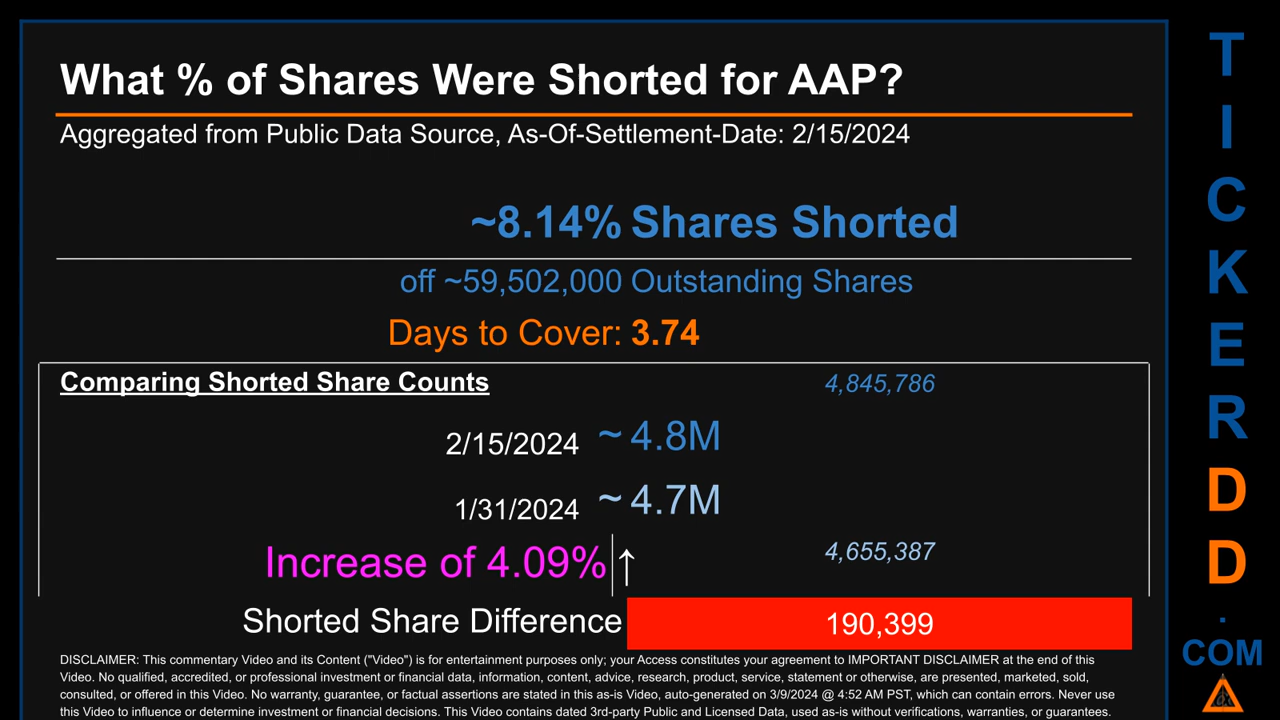 What % of Shares Were Shorted for AAP?
Aggregated from Public Data Source, As-Of-Settlement-Date: 2/15/2024
~8.14% Shares Shorted
off ~59,502,000 Outstanding Shares
Days to Cover: 3.74
Comparing Shorted Share Counts 4,845,786
2/15/2024 ~ 4.8M
1/31/2024 ~ 4.7M
Increase of 4.09% ↑ 4,655,387
Shorted Share Difference 190,399
DISCLAIMER: This commentary Video and its Content ("Video") is for entertainment purposes only; your Access constitutes your agreement to IMPORTANT DISCLAIMER at the end of this
Video. No qualified, accredited, or professional investment or financial data, information, content, advice, research, product, service, statement or otherwise, are presented, marketed, sold,
consulted, or offered in this Video. No warranty, guarantee, or factual assertions are stated in this as-is Video, auto-generated on 3/9/2024 @ 4:52 AM PST, which can contain errors. Never use
this Video to influence or determine investment or financial decisions. This Video contains dated 3rd-party Public and Licensed Data, used as-is without verifications, warranties, or guarantees.
T
I
C
K
E
R
D
D
.
COM